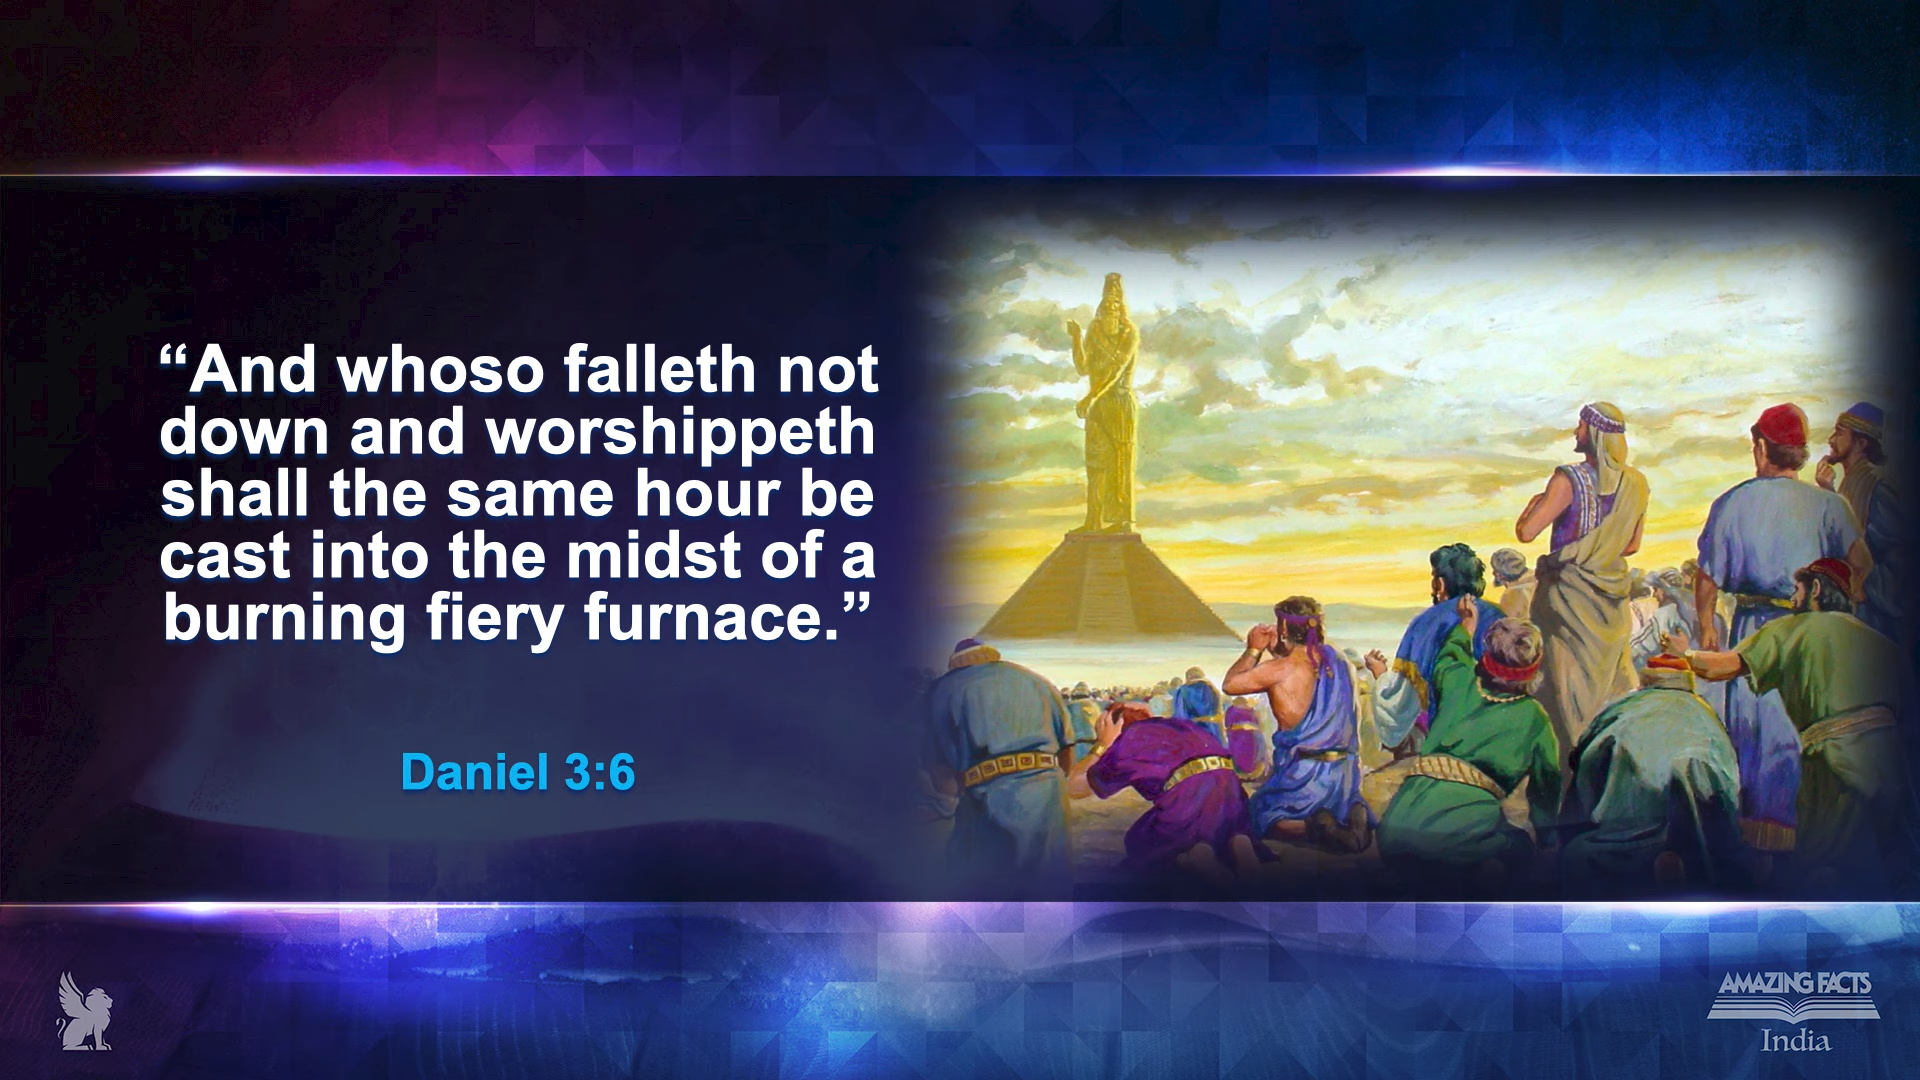 “And whoso falleth not
down and worshippeth
shall the same hour be
cast into the midst of a
burning fiery furnace.”
Daniel 3:6
AMAZING FACTS
India